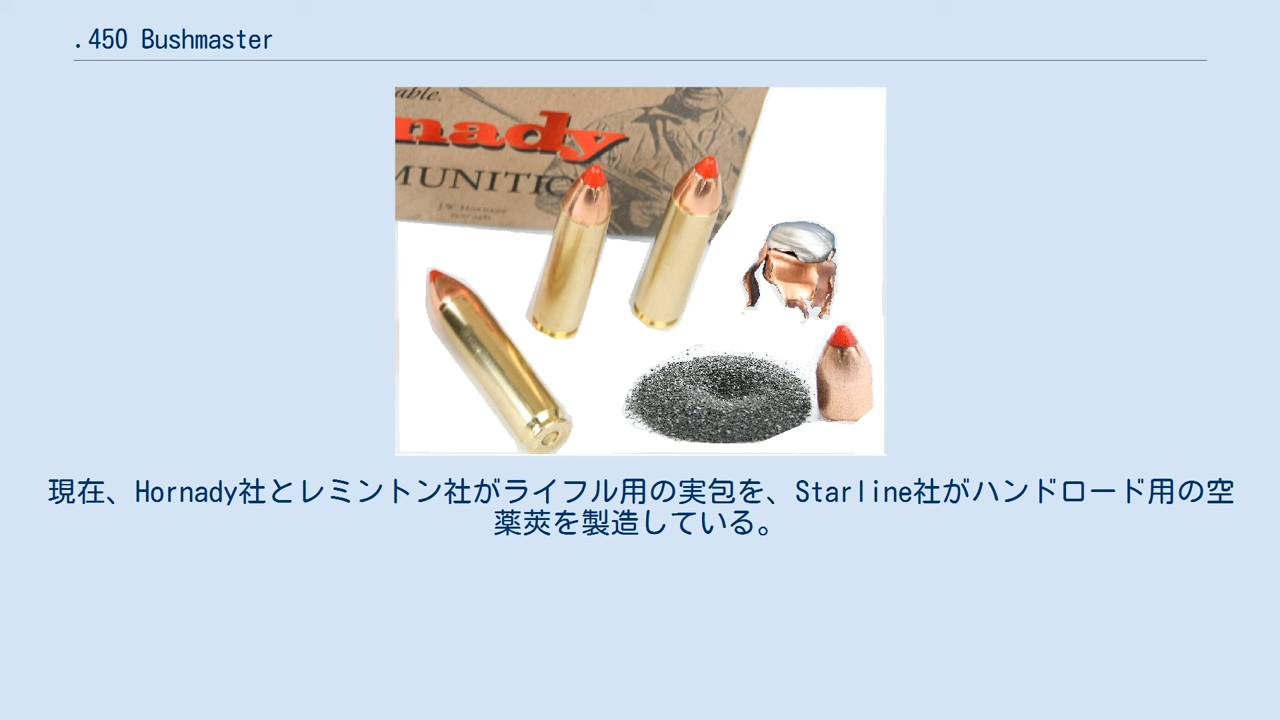 .450 Bushmaster
able.
nady
MUNITIO
J.W. Hornady
現在、Hornady社とレミントン社がライフル用の実包を、Starline社がハンドロード用の空
薬莢を製造している。